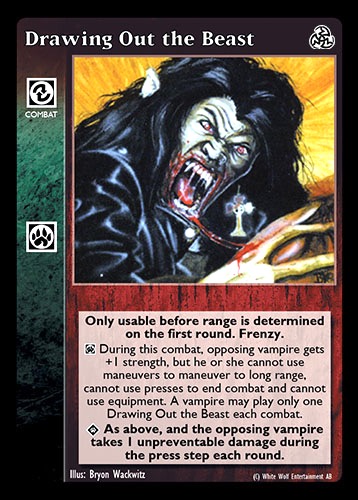 Drawing Out the Beast
COMBAT
Only usable before range is determined
on the first round. Frenzy.
During this combat, opposing vampire gets
+1 strength, but he or she cannot use
maneuvers to maneuver to long range,
cannot use presses to end combat and cannot
use equipment. A vampire may play only one
Drawing Out the Beast each combat.
As above, and the opposing vampire
takes 1 unpreventable damage during
the press step each round.
Illus: Bryon Wackwitz
(C) White Wolf Entertainment AB